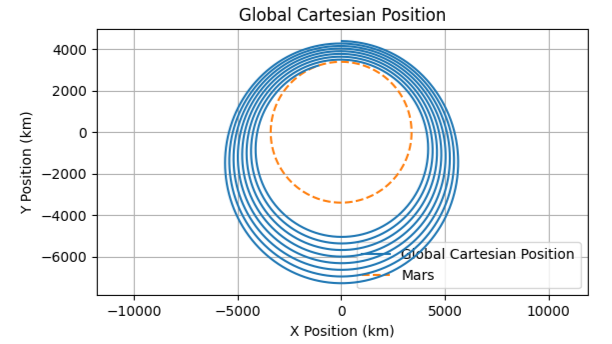 Global Cartesian Position
4000
2000
0
−2000
−4000
−6000
Y Position (km)
Global Cartesian Position
Mars
−10000
−5000
0
5000
10000
X Position (km)